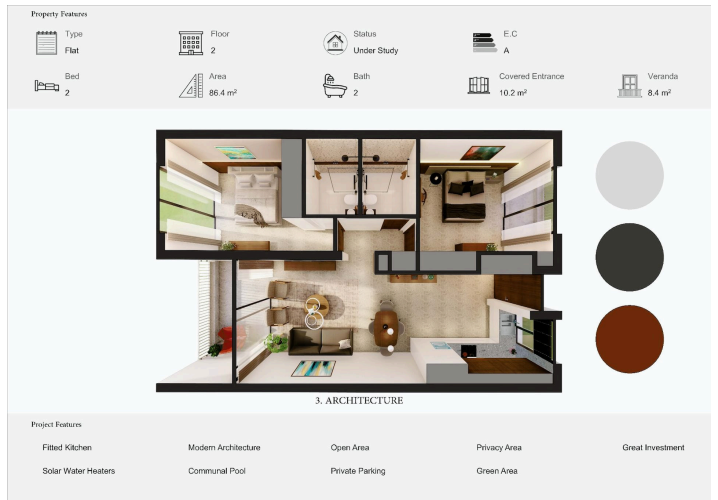 Property Features
Type
Flat
Floor
2
Status
Under Study
E.C
A
Bed
2
Area
86.4 m²
Bath
2
Covered Entrance
10.2 m²
Veranda
8.4 m²
3. ARCHITECTURE
Project Features
Fitted Kitchen
Modern Architecture
Open Area
Privacy Area
Great Investment
Solar Water Heaters
Communal Pool
Private Parking
Green Area